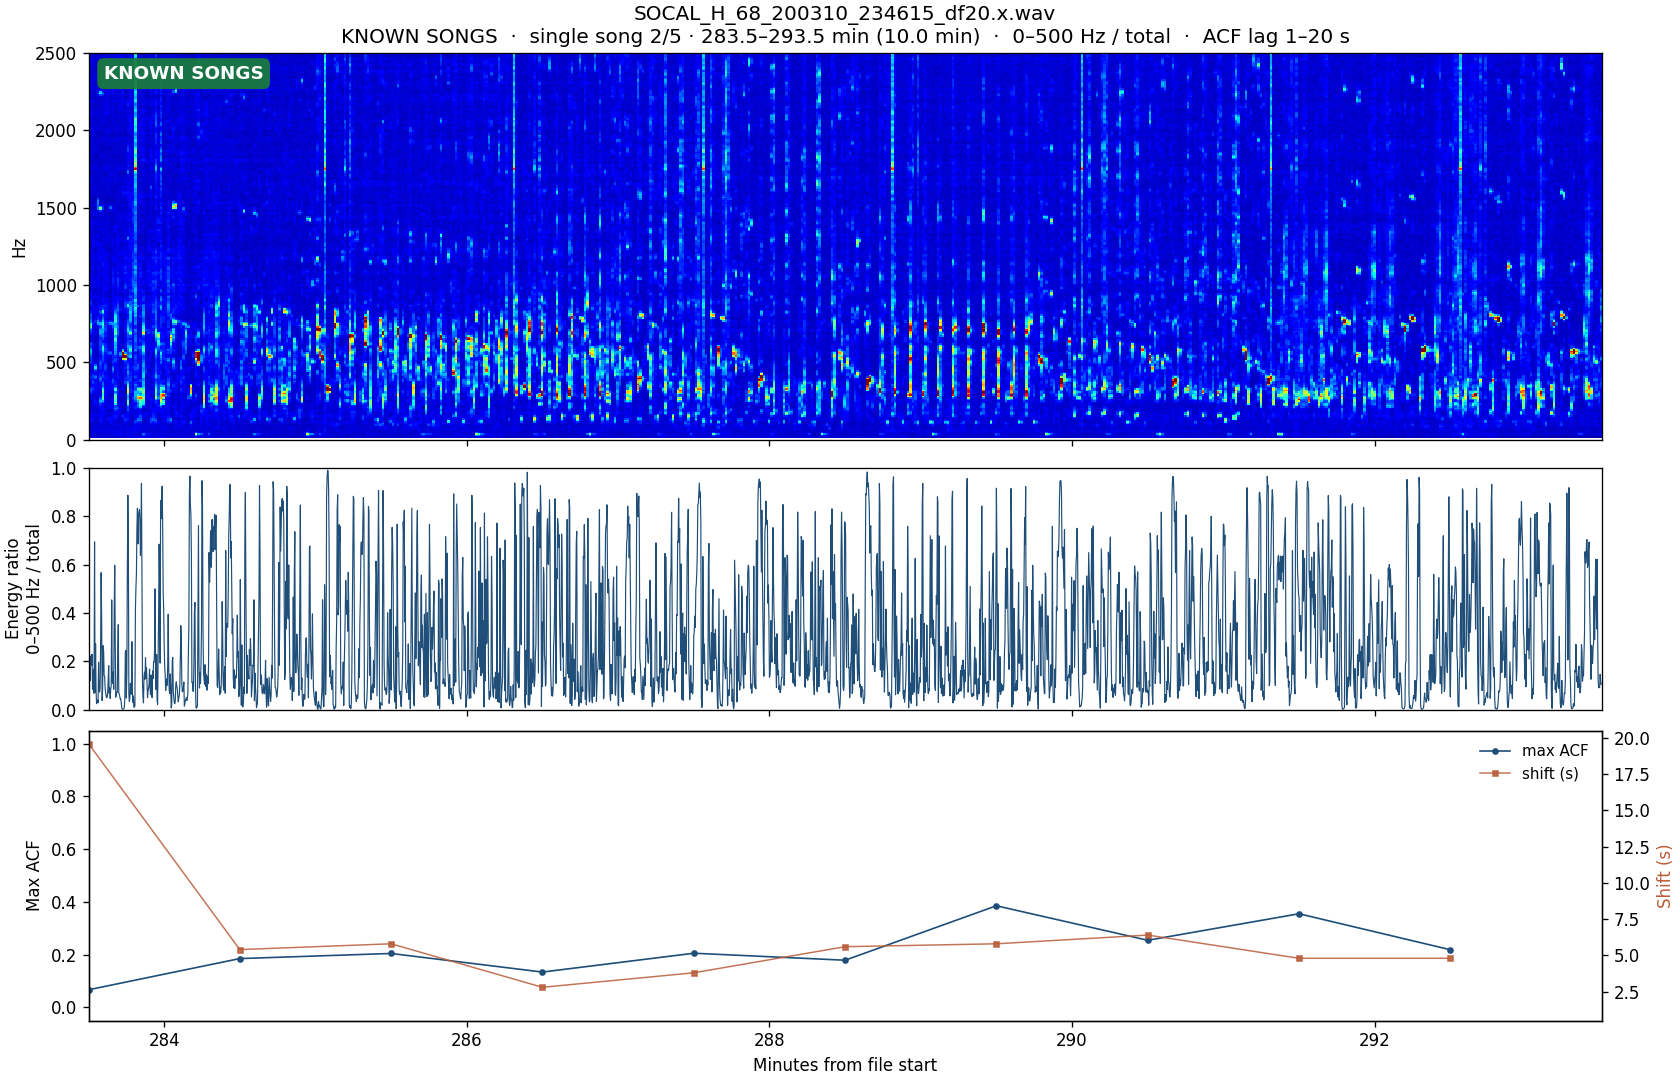 SOCAL_H_68_200310_234615_df20.x.wav
KNOWN SONGS · single song 2/5 · 283.5–293.5 min (10.0 min) · 0–500 Hz / total · ACF lag 1–20 s
KNOWN SONGS
2500
2000
1500
1000
500
0
Hz
1.0
0.8
0.6
0.4
0.2
0.0
Energy ratio
0–500 Hz / total
1.0
0.8
0.6
0.4
0.2
0.0
Max ACF
max ACF
shift (s)
20.0
17.5
15.0
12.5
10.0
7.5
5.0
2.5
Shift (s)
284
286
288
290
292
Minutes from file start